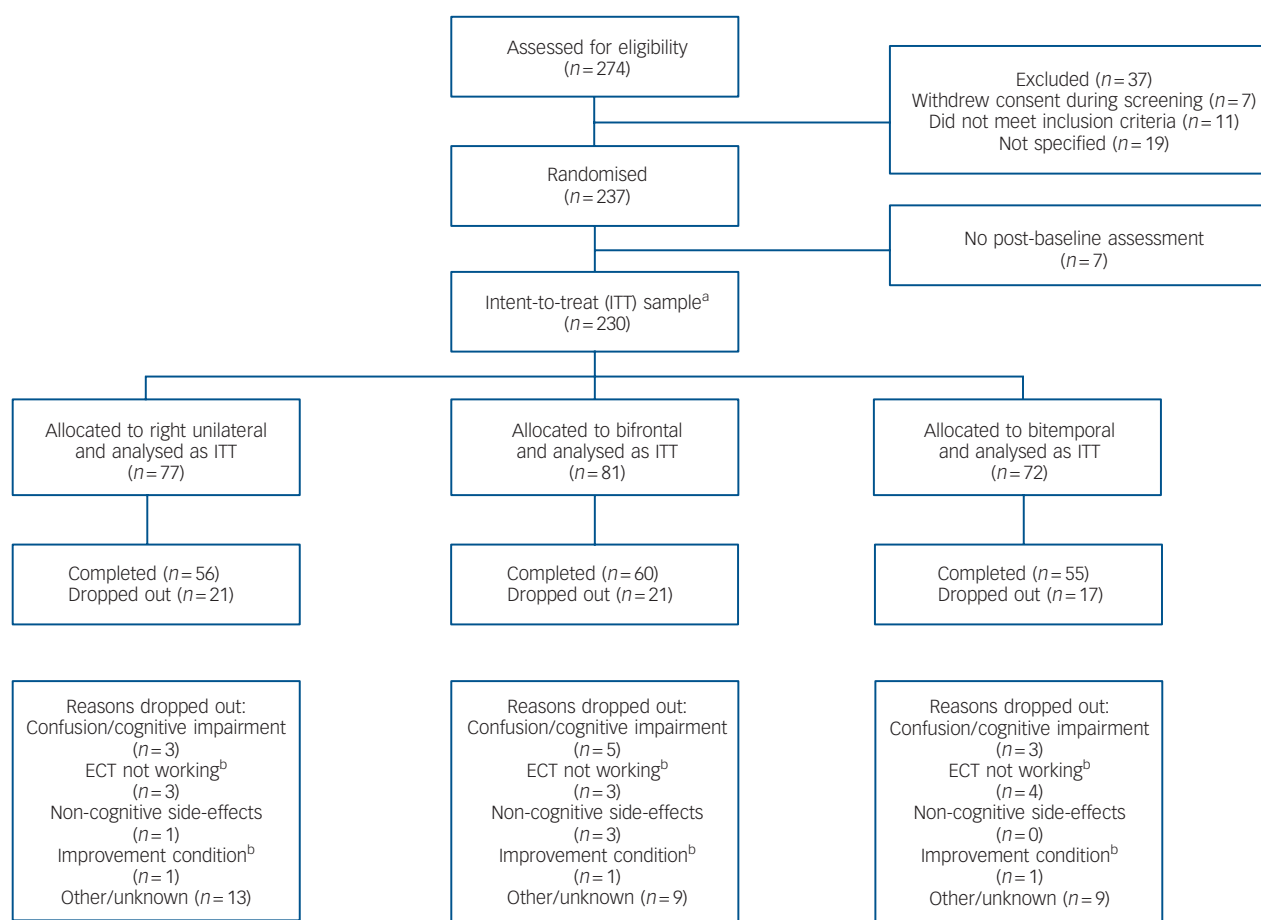 Assessed for eligibility
(n=274)
Excluded (n=37)
Withdrew consent during screening (n=7)
Did not meet inclusion criteria (n=11)
Not specified (n=19)
Randomised
(n=237)
No post-baseline assessment
(n=7)
Intent-to-treat (ITT) sampleᵃ
(n=230)
Allocated to right unilateral
and analysed as ITT
(n=77)
Allocated to bifrontal
and analysed as ITT
(n=81)
Allocated to bitemporal
and analysed as ITT
(n=72)
Completed (n=56)
Dropped out (n=21)
Completed (n=60)
Dropped out (n=21)
Completed (n=55)
Dropped out (n=17)
Reasons dropped out:
Confusion/cognitive impairment
(n=3)
ECT not workingᵇ
(n=3)
Non-cognitive side-effects
(n=1)
Improvement conditionᵇ
(n=1)
Other/unknown (n=13)
Reasons dropped out:
Confusion/cognitive impairment
(n=5)
ECT not workingᵇ
(n=3)
Non-cognitive side-effects
(n=3)
Improvement conditionᵇ
(n=1)
Other/unknown (n=9)
Reasons dropped out:
Confusion/cognitive impairment
(n=3)
ECT not workingᵇ
(n=4)
Non-cognitive side-effects
(n=0)
Improvement conditionᵇ
(n=1)
Other/unknown (n=9)